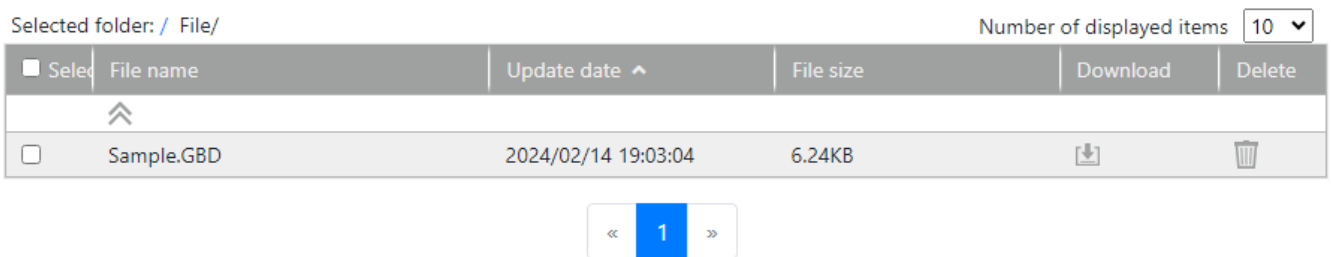 Selected folder: / File/
Number of displayed items 10
Selec File name Update date File size Download Delete
Sample.GBD 2024/02/14 19:03:04 6.24KB
« 1 »